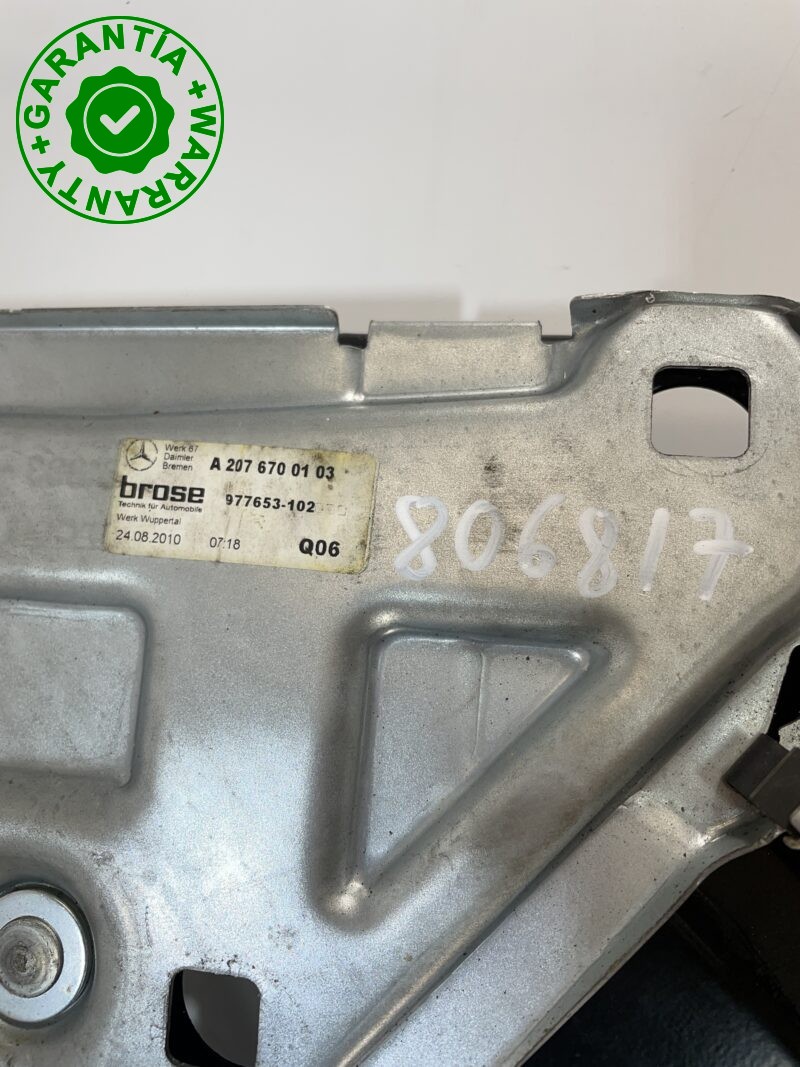 GARANTÍA
WARRANTY
Werk 67
Daimler
Bremen
A 207 670 01 03
brose
Technik für Automobile
977653-102
Werk Wuppertal
24.08.2010 07:18 Q06
806817